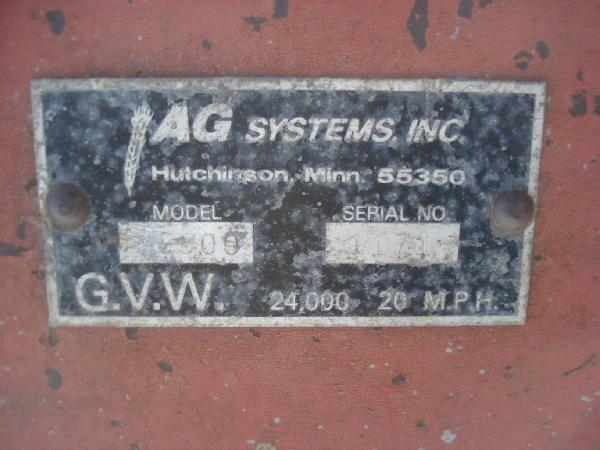 AG SYSTEMS, INC.
Hutchinson, Minn. 55350
MODEL SERIAL NO.
G.V.W. 24,000 20 M.P.H.